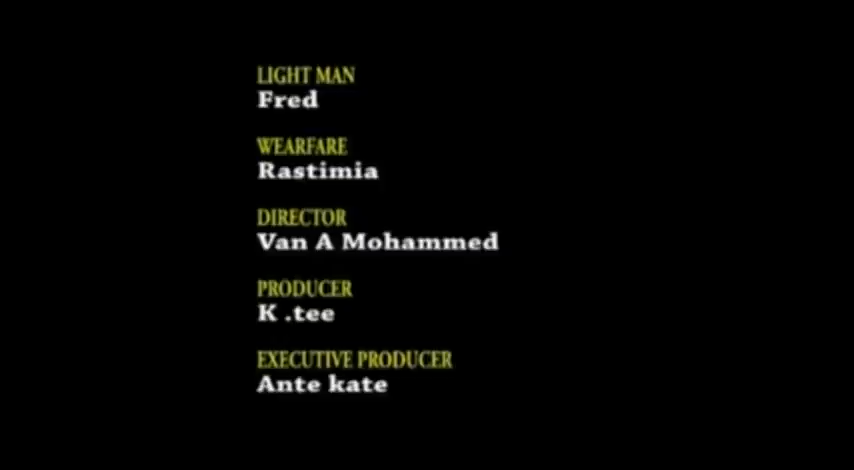 LIGHT MAN
Fred
WEARFARE
Rastimia
DIRECTOR
Van A Mohammed
PRODUCER
K .tee
EXECUTIVE PRODUCER
Ante kate